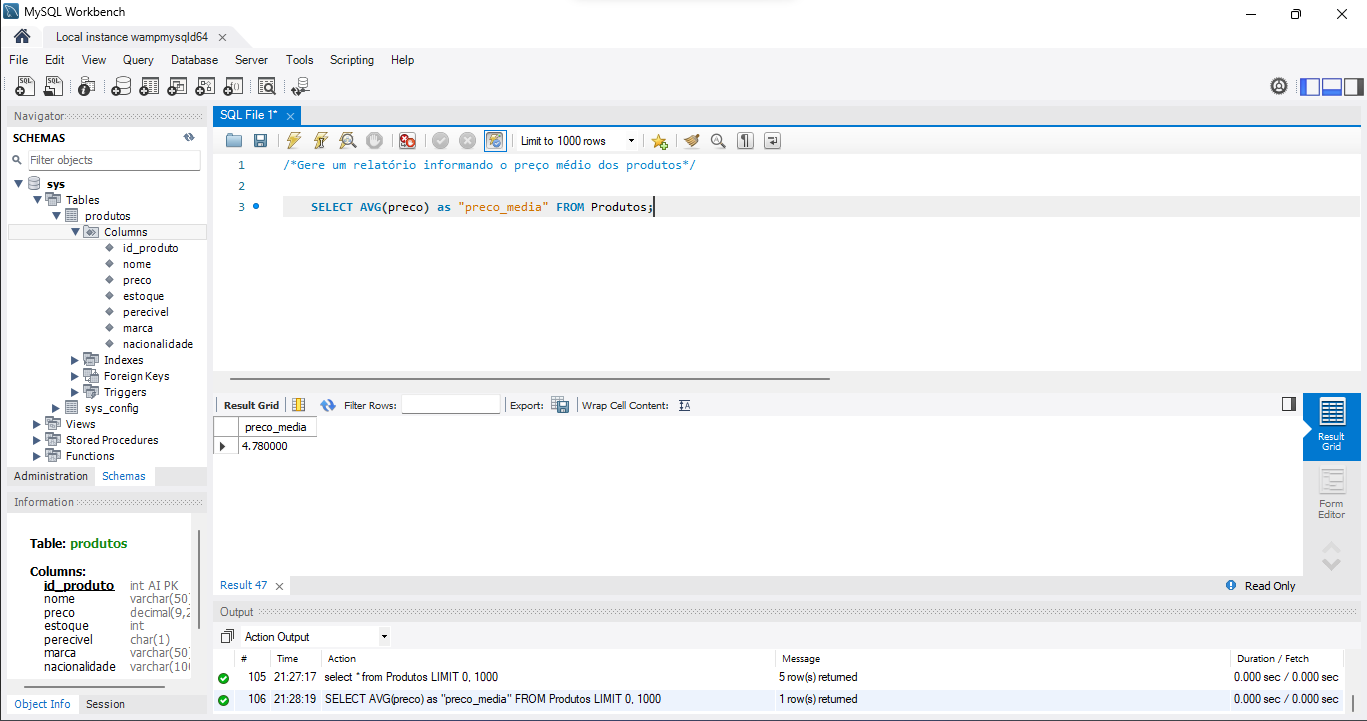 MySQL Workbench
Local instance wampmysqld64
File Edit View Query Database Server Tools Scripting Help
Navigator
SCHEMAS
Filter objects
sys
Tables
produtos
Columns
id_produto
nome
preco
estoque
perecivel
marca
nacionalidade
Indexes
Foreign Keys
Triggers
sys_config
Views
Stored Procedures
Functions
Administration Schemas
Information
Table: produtos
Columns:
id_produto int AI PK
nome varchar(50
preco decimal(9,2
estoque int
perecivel char(1)
marca varchar(50
nacionalidade varchar(10
Object Info Session
SQL File 1*
Limit to 1000 rows
1 /*Gere um relatório informando o preço médio dos produtos*/
2
3 SELECT AVG(preco) as "preco_media" FROM Produtos;
Result Grid Filter Rows: Export: Wrap Cell Content:
preco_media
4.780000
Result Grid
Form Editor
Result 47
Read Only
Output
Action Output
# Time Action Message Duration / Fetch
105 21:27:17 select * from Produtos LIMIT 0, 1000 5 row(s) returned 0.000 sec / 0.000 sec
106 21:28:19 SELECT AVG(preco) as "preco_media" FROM Produtos LIMIT 0, 1000 1 row(s) returned 0.000 sec / 0.000 sec